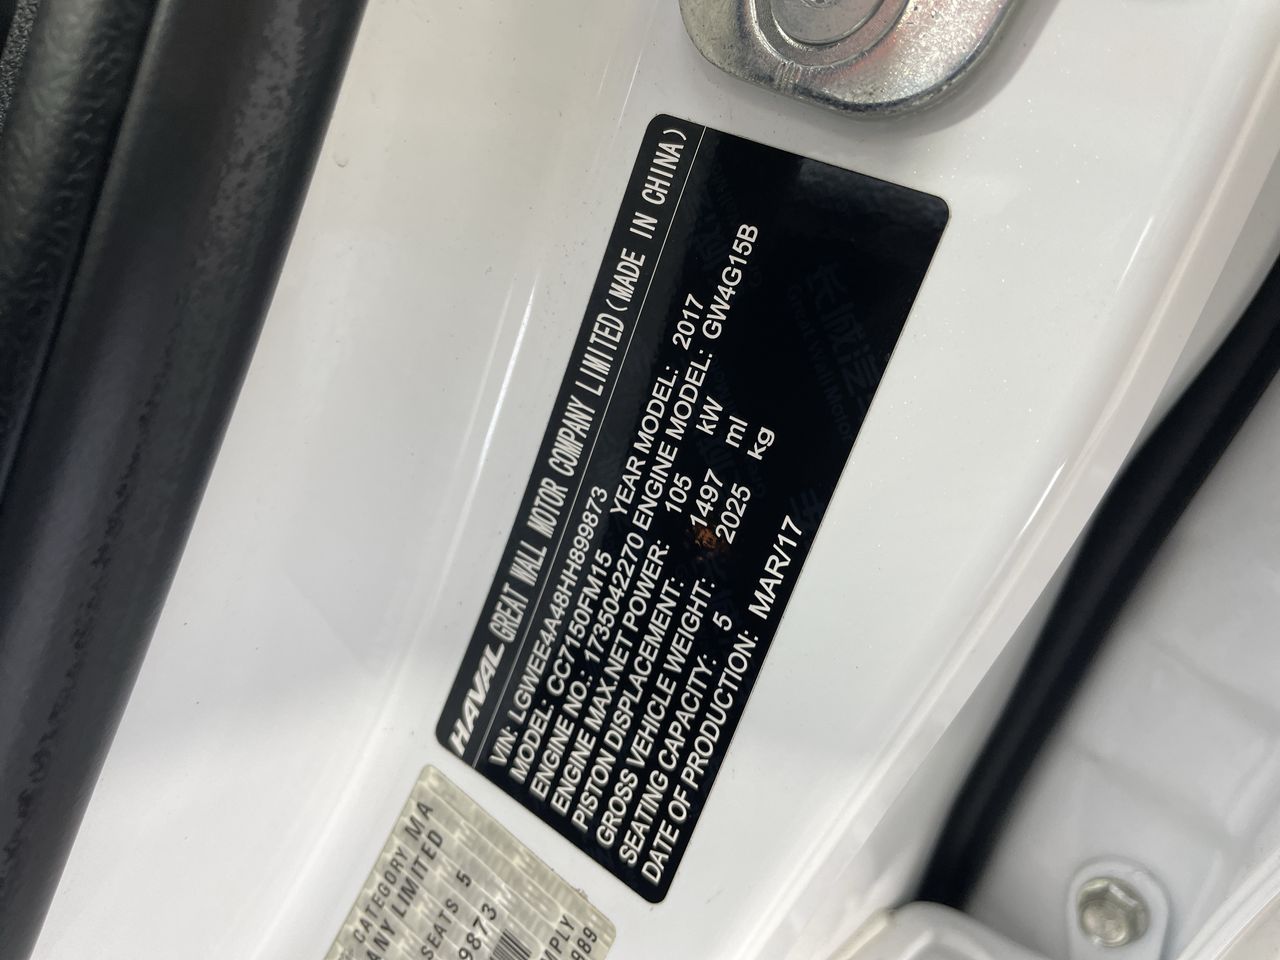 HAVAL GREAT WALL MOTOR COMPANY LIMITED(MADE IN CHINA)
VIN: LGWEE4A48HH899873
MODEL: CC7150FM15 YEAR MODEL: 2017
ENGINE NO.: 1735042270 ENGINE MODEL: GW4G15B
ENGINE MAX.NET POWER: 105 kW
PISTON DISPLACEMENT: 1497 ml
GROSS VEHICLE WEIGHT: 2025 kg
SEATING CAPACITY: 5
DATE OF PRODUCTION: MAR/17
CATEGORY MA
ANY LIMITED
SEATS 5
9873
MPLY
989